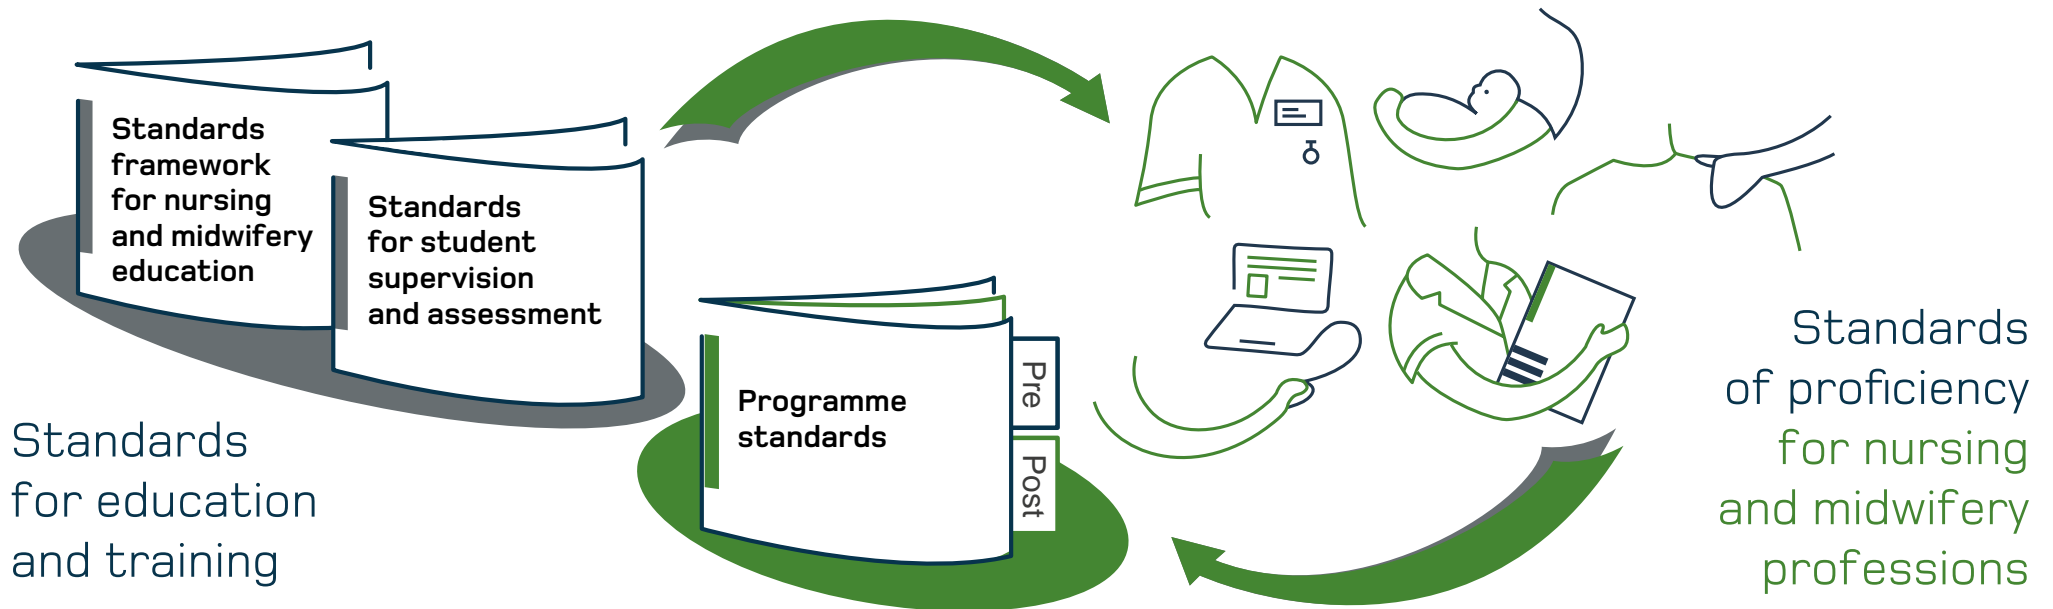 Standards
framework
for nursing
and midwifery
education
Standards
for student
supervision
and assessment
Programme
standards
Pre
Post
Standards
for education
and training
Standards
of proficiency
for nursing
and midwifery
professions